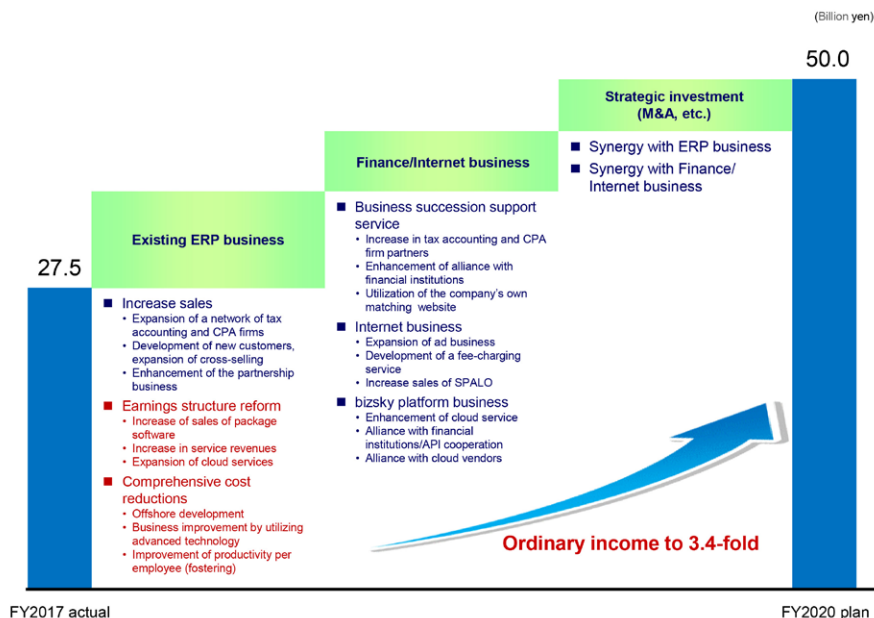 (Billion yen)
50.0
Strategic investment
(M&A, etc.)
■ Synergy with ERP business
■ Synergy with Finance/
Internet business
Finance/Internet business
■ Business succession support
service
• Increase in tax accounting and CPA
firm partners
• Enhancement of alliance with
financial institutions
• Utilization of the company's own
matching website
■ Internet business
• Expansion of ad business
• Development of a fee-charging
service
• Increase sales of SPALO
■ bizsky platform business
• Enhancement of cloud service
• Alliance with financial
institutions/API cooperation
• Alliance with cloud vendors
Existing ERP business
27.5
■ Increase sales
• Expansion of a network of tax
accounting and CPA firms
• Development of new customers,
expansion of cross-selling
• Enhancement of the partnership
business
■ Earnings structure reform
• Increase of sales of package
software
• Increase in service revenues
• Expansion of cloud services
■ Comprehensive cost
reductions
• Offshore development
• Business improvement by utilizing
advanced technology
• Improvement of productivity per
employee (fostering)
Ordinary income to 3.4-fold
FY2017 actual
FY2020 plan